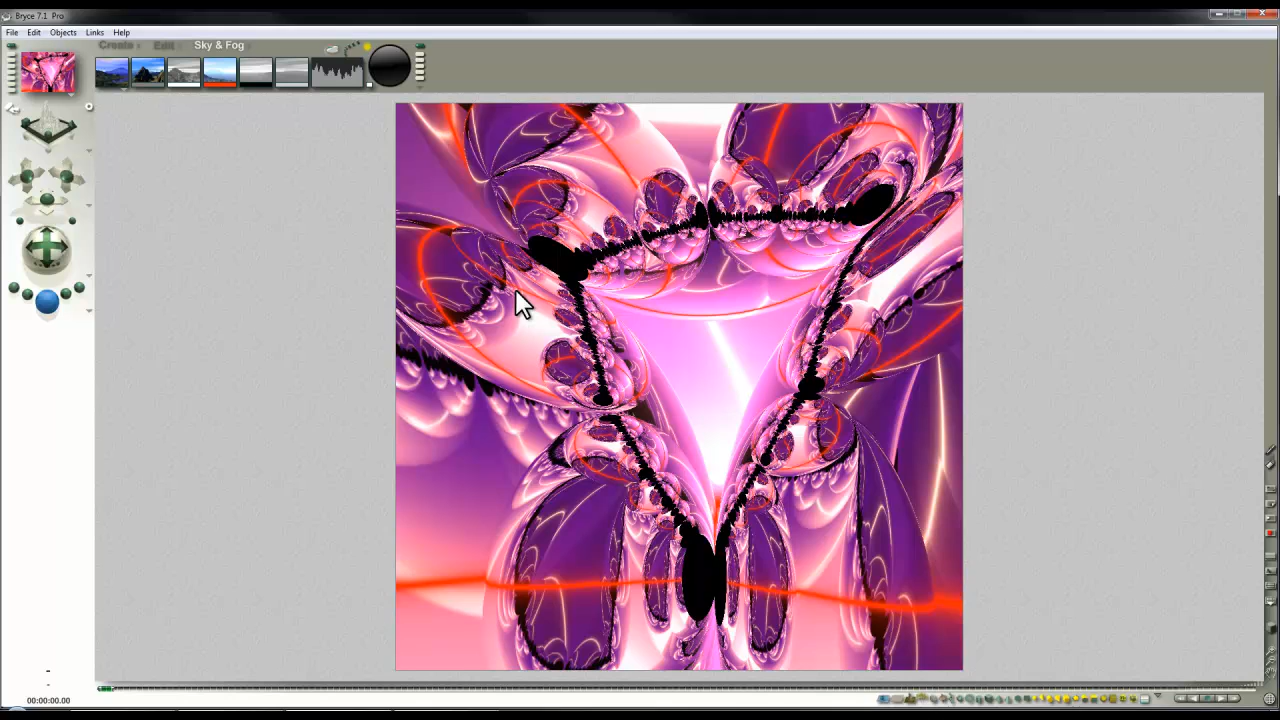 Bryce 7.1 Pro
File Edit Objects Links Help
Create Edit Sky & Fog
00:00:00.00